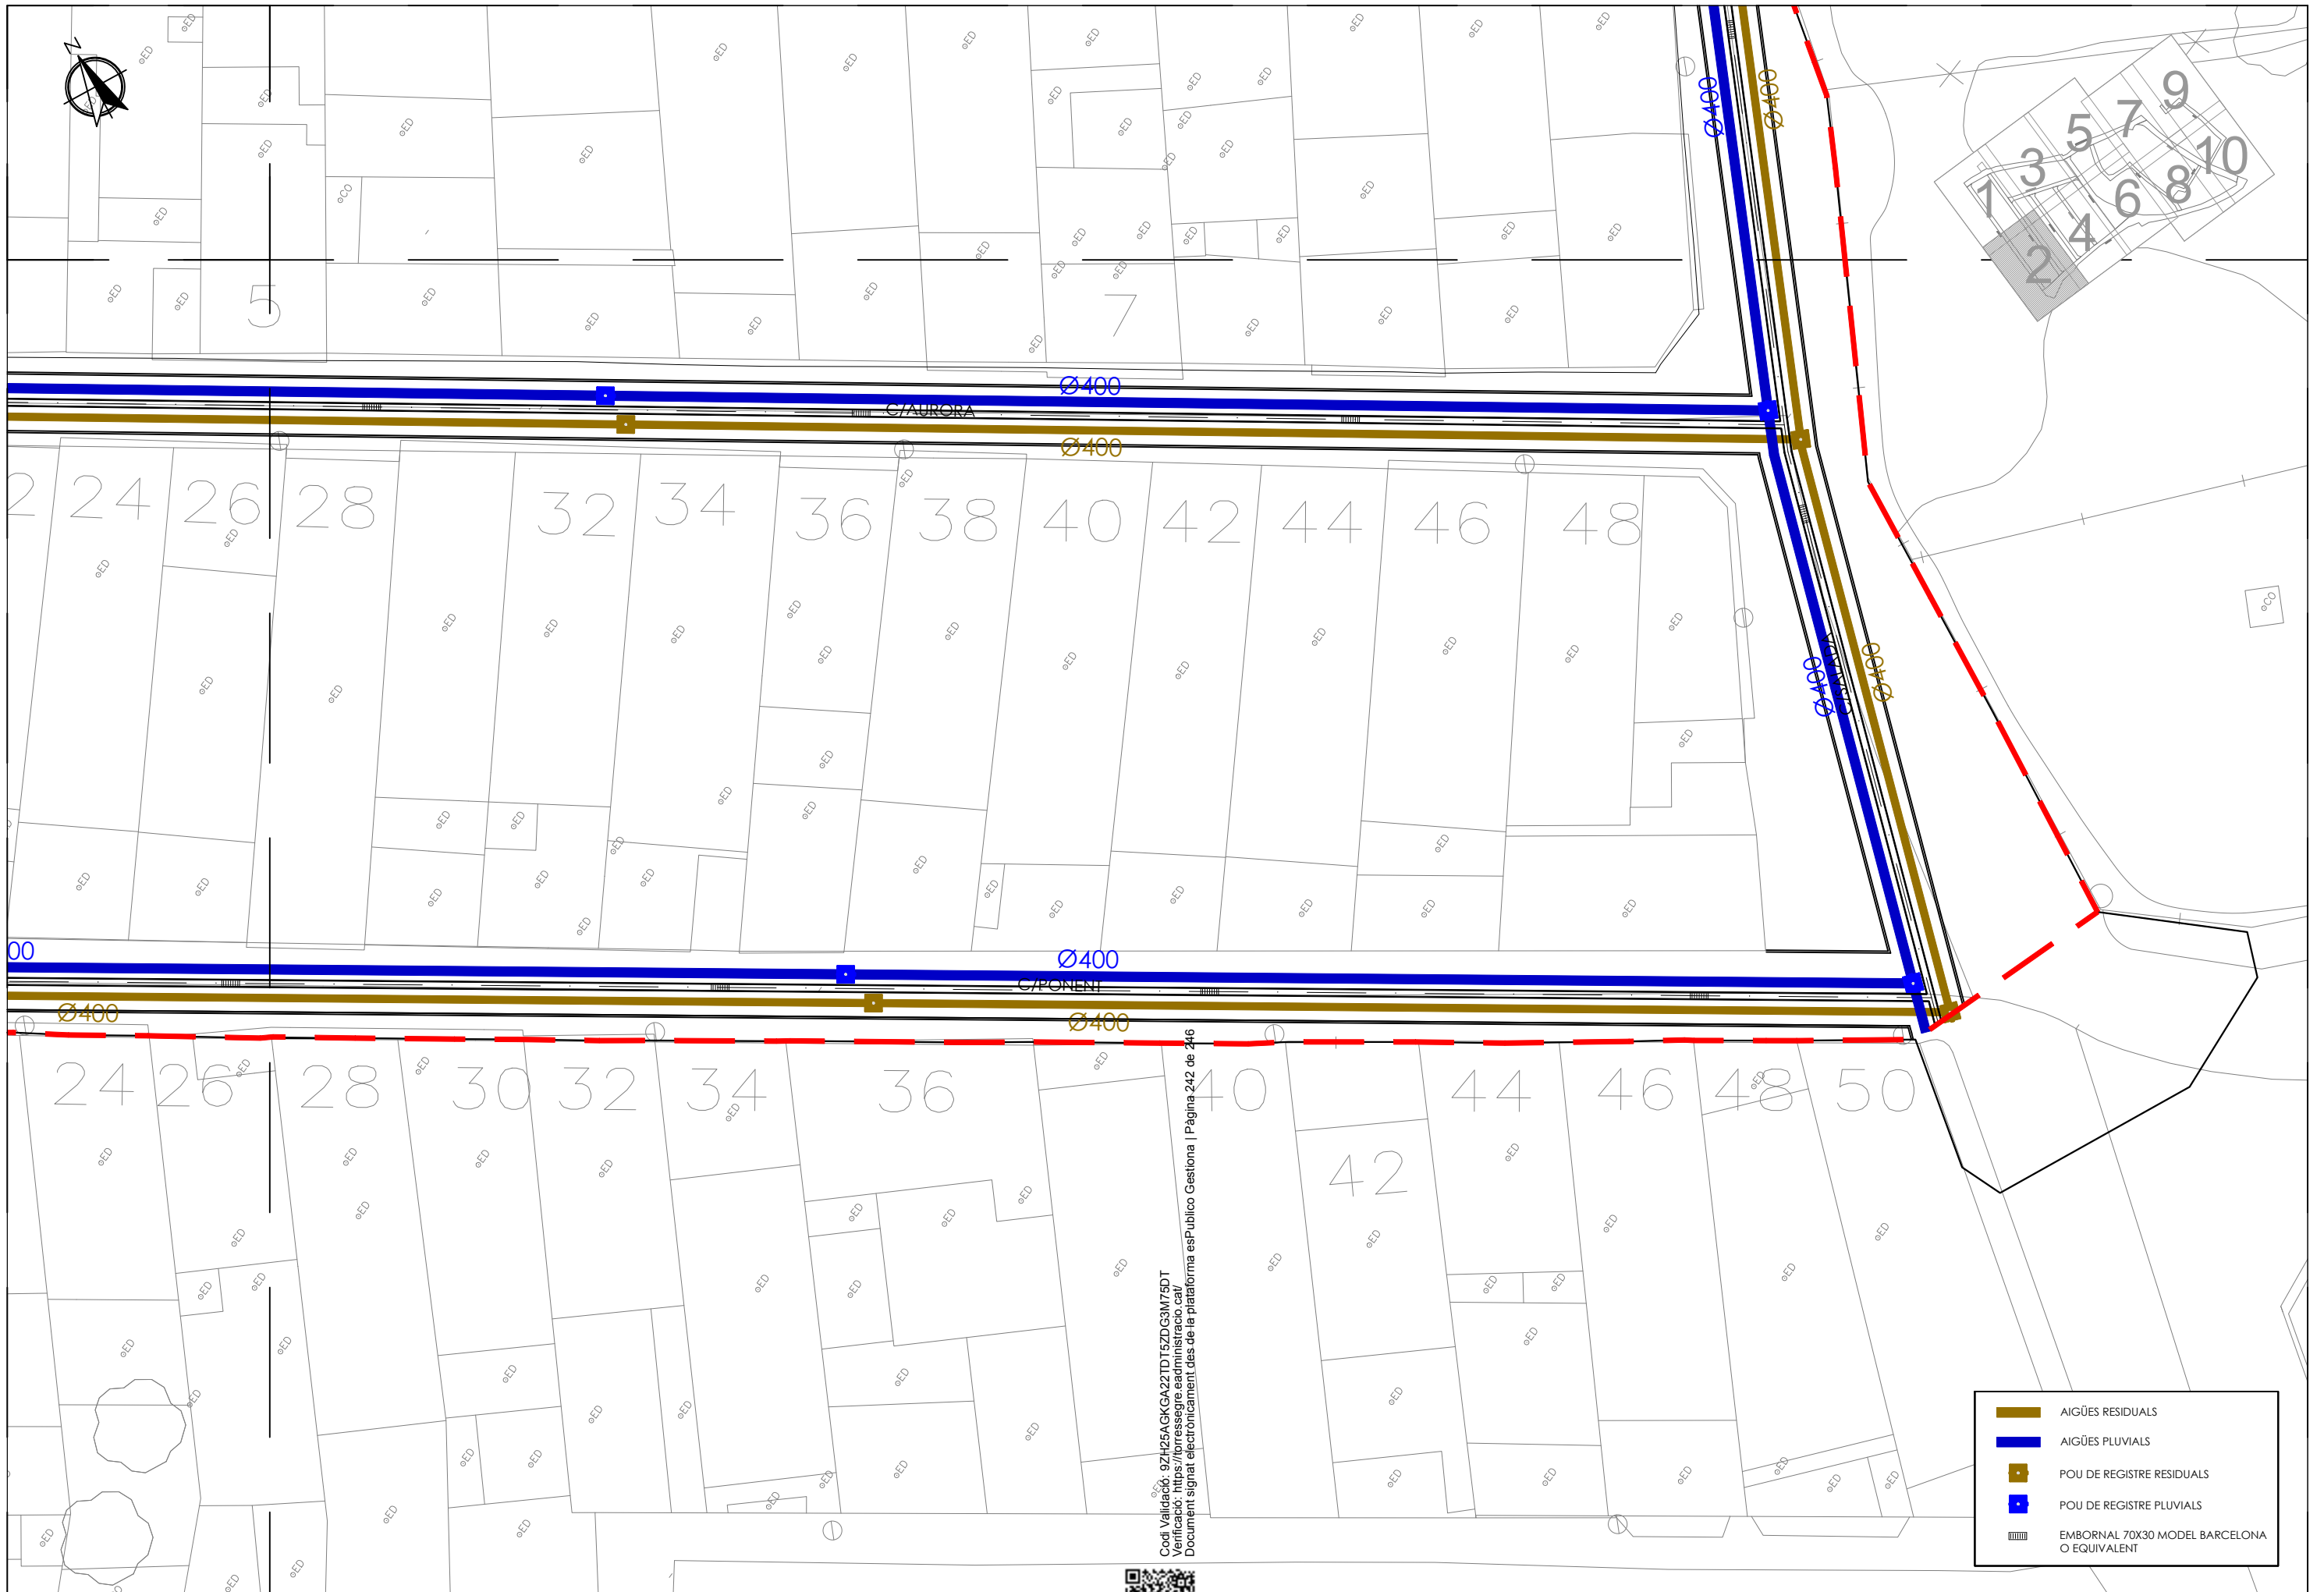 N
Ø400
Ø400
1
2
3
4
5
6
7
8
9
10
5
7
Ø400
C/AURORA
Ø400
24
26
28
32
34
36
38
40
42
44
46
48
Ø400
Ø400
00
Ø400
C/PONENT
Ø400
Ø400
24
26
28
30
32
34
36
40
42
44
46
48
50
ED
CO
Codi Validació: 9ZH25AGKGA22TDT5ZDG3M75DT
Verificació: https://torressegre.eadministracio.cat/
Document signat electrònicament des de la plataforma esPublico Gestiona | Pàgina 242 de 246
AIGÜES RESIDUALS
AIGÜES PLUVIALS
POU DE REGISTRE RESIDUALS
POU DE REGISTRE PLUVIALS
EMBORNAL 70X30 MODEL BARCELONA
O EQUIVALENT